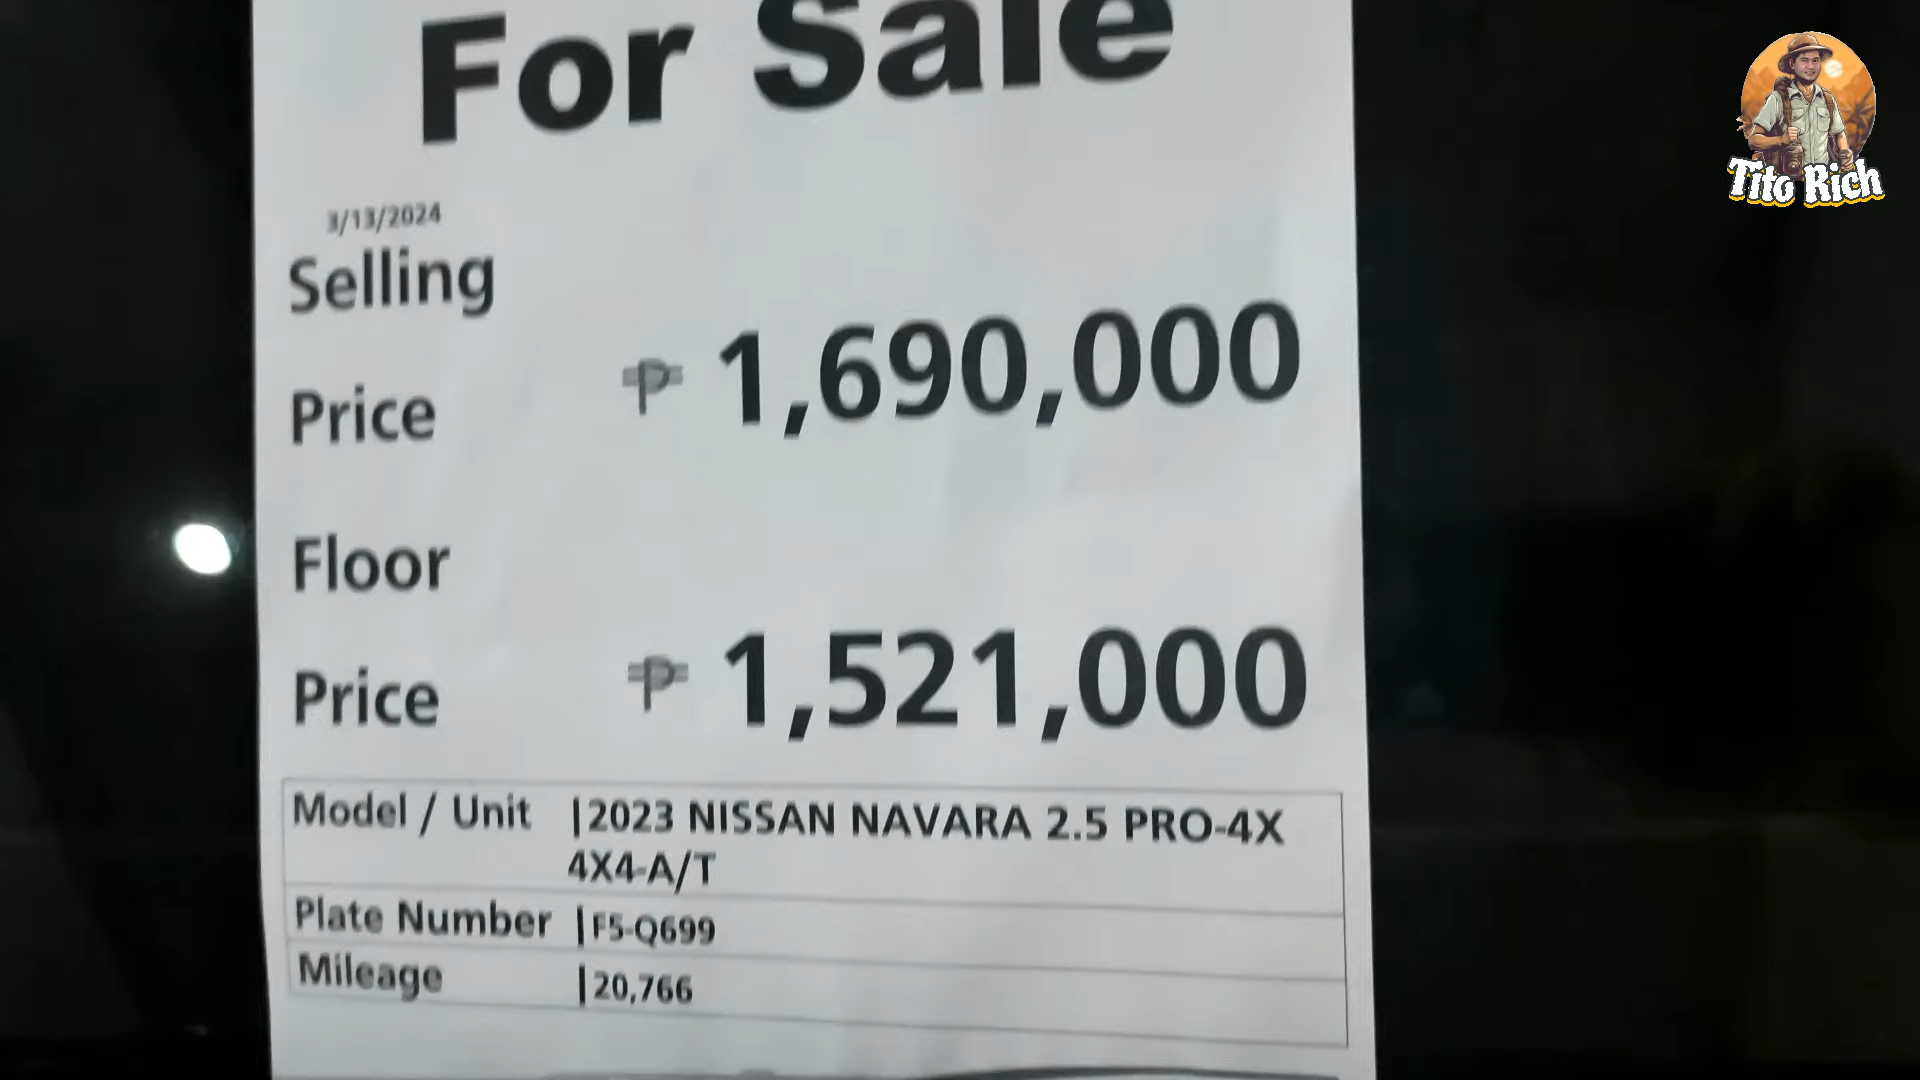 For Sale
3/13/2024
Selling
Price ₱ 1,690,000
Floor
Price ₱ 1,521,000
Model / Unit |2023 NISSAN NAVARA 2.5 PRO-4X
4X4-A/T
Plate Number |F5-Q699
Mileage |20,766
Tito Rich